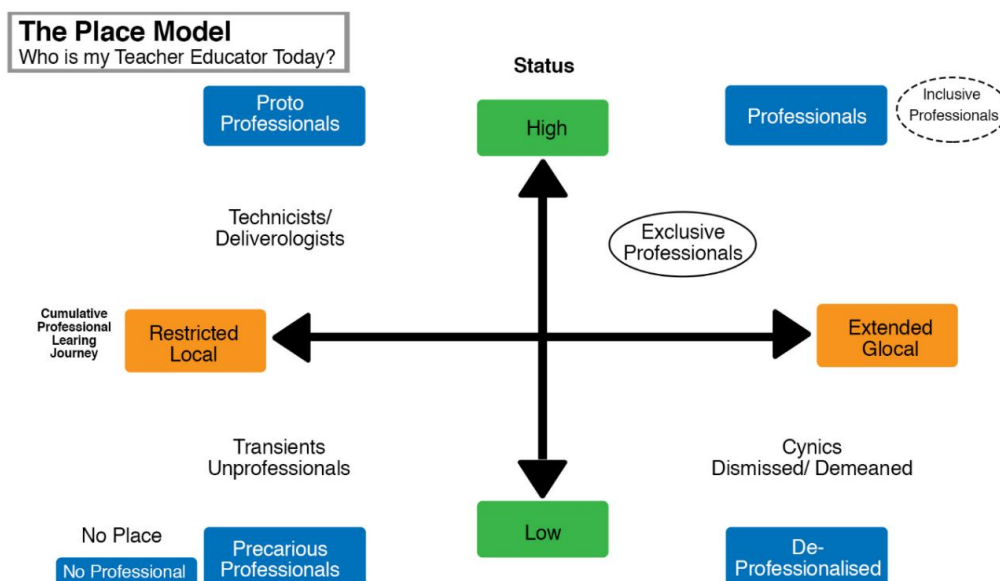 The Place Model
Who is my Teacher Educator Today?
Status
Proto
Professionals
High
Professionals
Inclusive
Professionals
Technicists/
Deliverologists
Exclusive
Professionals
Cumulative
Professional
Learing
Journey
Restricted
Local
Extended
Glocal
Transients
Unprofessionals
Cynics
Dismissed/ Demeaned
No Place
No Professional
Precarious
Professionals
Low
De-
Professionalised